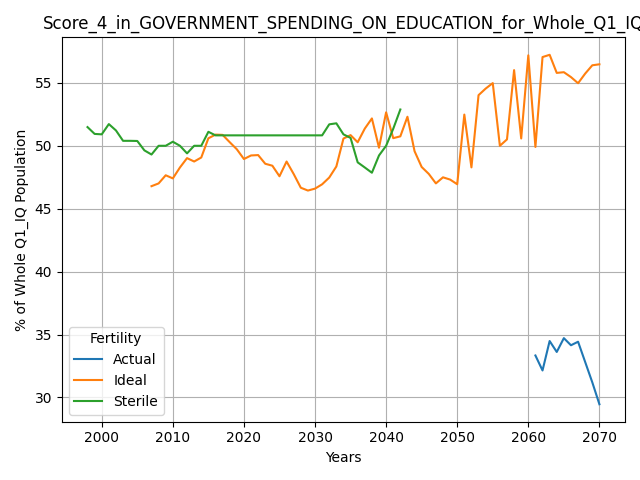 Score_4_in_GOVERNMENT_SPENDING_ON_EDUCATION_for_Whole_Q1_IQ
% of Whole Q1_IQ Population
55
50
45
40
35
30
Fertility
Actual
Ideal
Sterile
2000 2010 2020 2030 2040 2050 2060 2070
Years